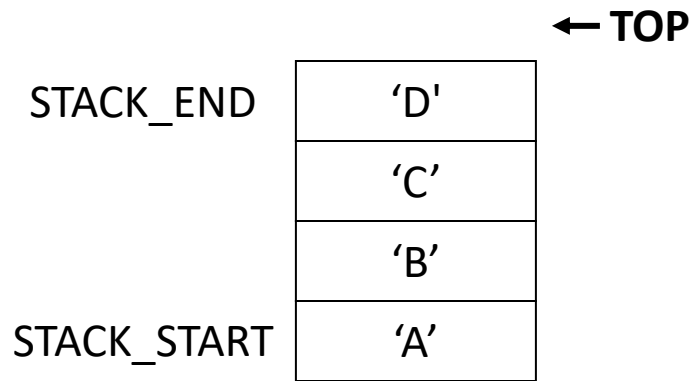 TOP
STACK_END ‘D'
‘C’
‘B’
STACK_START ‘A’